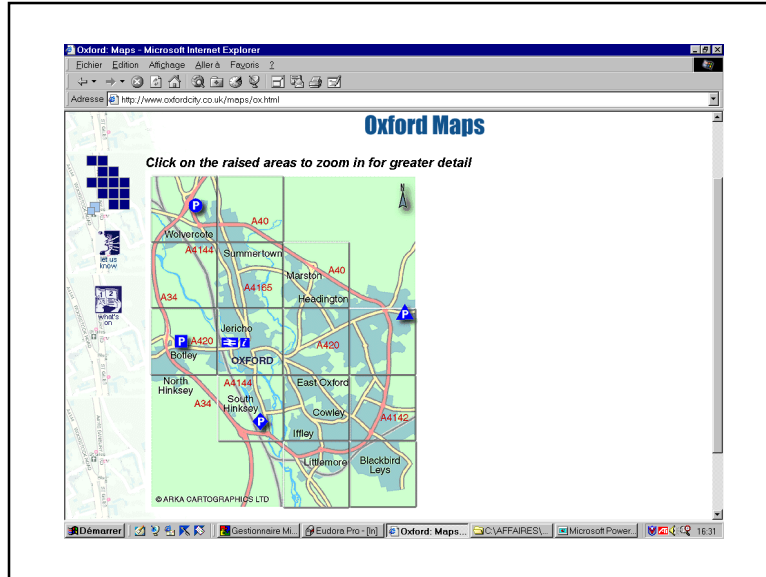 Oxford: Maps - Microsoft Internet Explorer
Fichier Edition Affichage Aller à Favoris ?
Adresse http://www.oxfordcity.co.uk/maps/ox.html
Oxford Maps
Click on the raised areas to zoom in for greater detail
let us
know
what's
on
N
P
A40
Wolvercote
A4144
Summertown
Marston
A40
A34
A4165
Headington
P
Jericho
P
A420
i
A420
Botley
OXFORD
North
Hinksey
A4144
East Oxford
South
Hinksey
A34
Cowley
A4142
P
Iffley
Littlemore
Blackbird
Leys
© ARKA CARTOGRAPHICS LTD
Démarrer
Gestionnaire Mi...
Eudora Pro - [In]
Oxford: Maps...
C:\AFFAIRES\...
Microsoft Power...
16:31